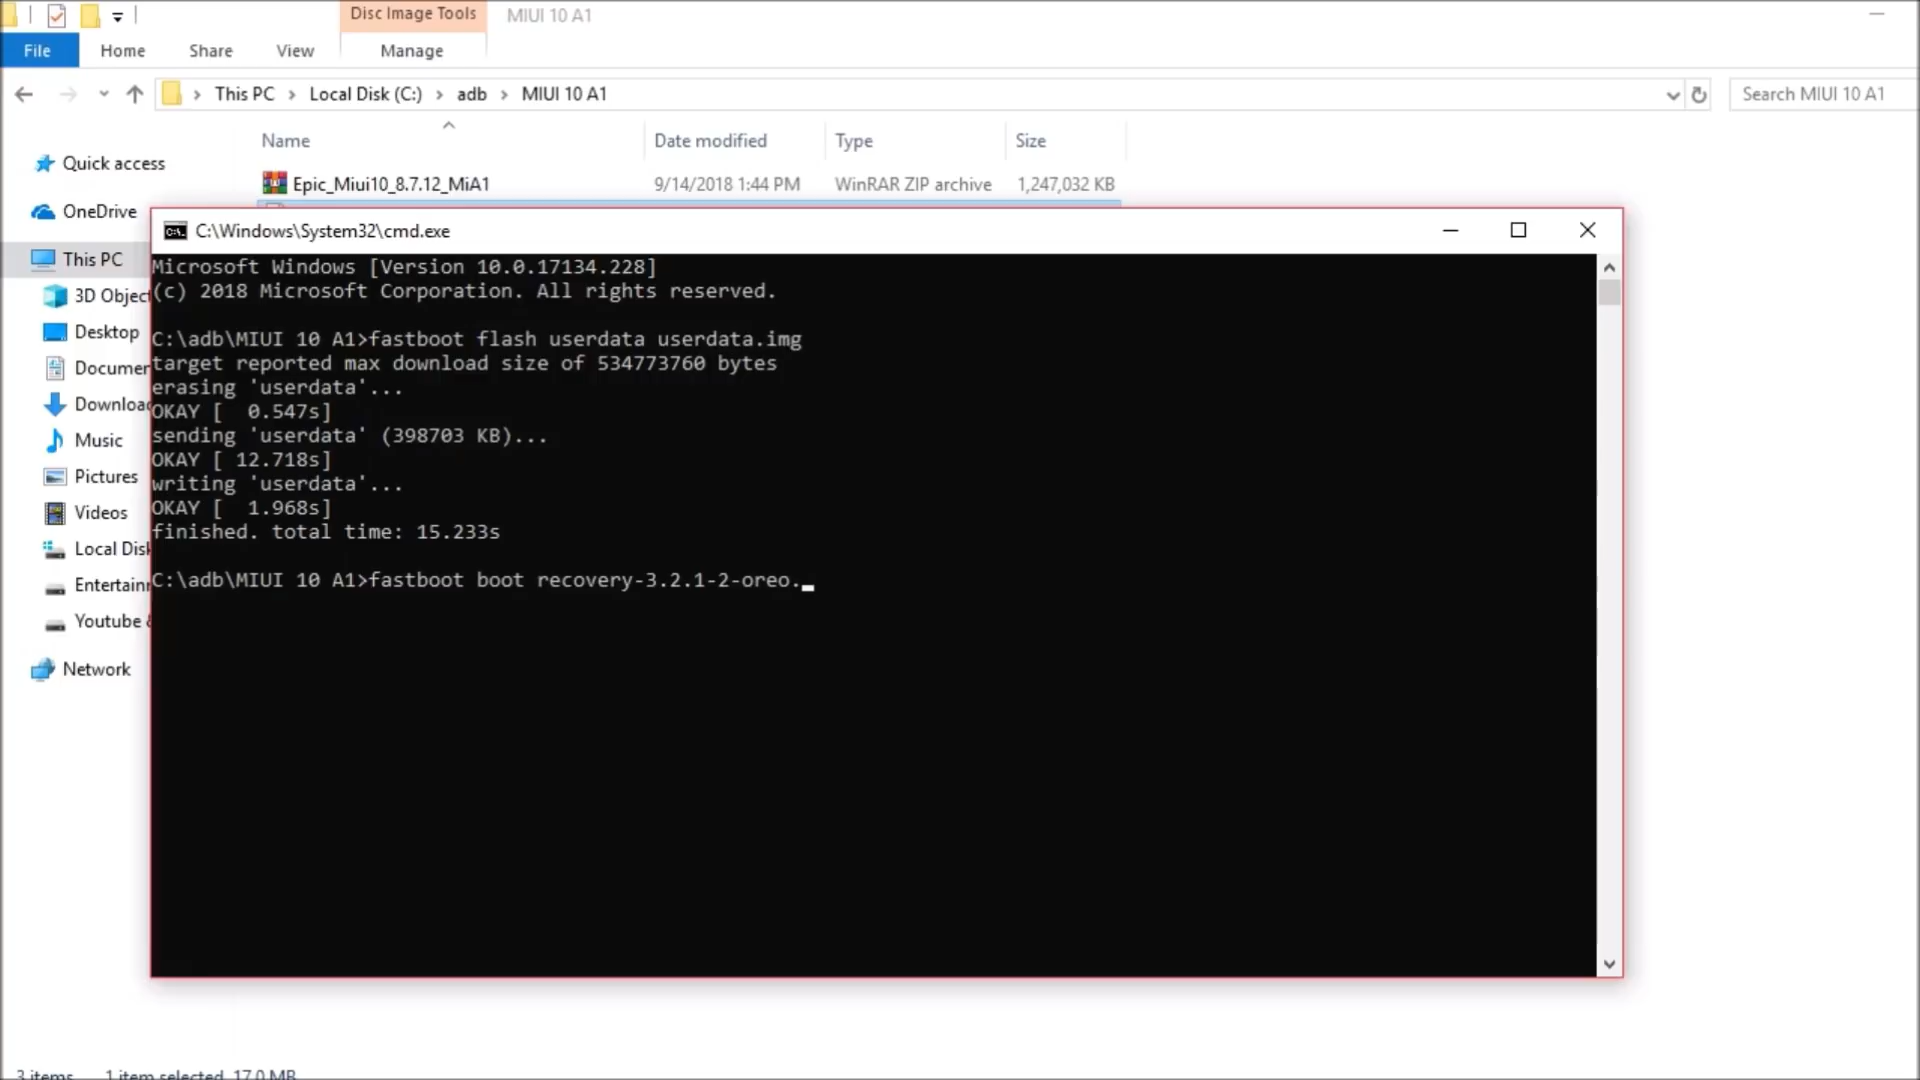 Disc Image Tools MIUI 10 A1
File Home Share View Manage
This PC Local Disk (C:) adb MIUI 10 A1 Search MIUI 10 A1
Name Date modified Type Size
Quick access
Epic_Miui10_8.7.12_MiA1 9/14/2018 1:44 PM WinRAR ZIP archive 1,247,032 KB
OneDrive
C:\Windows\System32\cmd.exe
This PC
3D Object
Desktop
Documen
Downloa
Music
Pictures
Videos
Local Disk
Entertainm
Youtube &
Network
Microsoft Windows [Version 10.0.17134.228]
(c) 2018 Microsoft Corporation. All rights reserved.
C:\adb\MIUI 10 A1>fastboot flash userdata userdata.img
target reported max download size of 534773760 bytes
erasing 'userdata'...
OKAY [  0.547s]
sending 'userdata' (398703 KB)...
OKAY [ 12.718s]
writing 'userdata'...
OKAY [  1.968s]
finished. total time: 15.233s
C:\adb\MIUI 10 A1>fastboot boot recovery-3.2.1-2-oreo._
3 items 1 item selected 17.0 MB